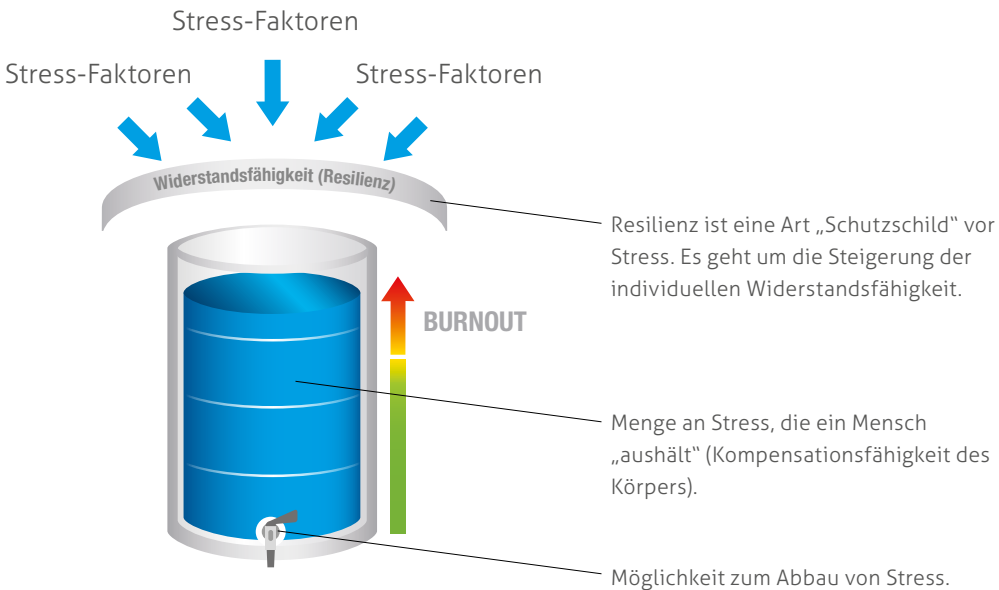 Stress-Faktoren
Stress-Faktoren
Stress-Faktoren
Widerstandsfähigkeit (Resilienz)
Resilienz ist eine Art „Schutzschild“ vor
Stress. Es geht um die Steigerung der
individuellen Widerstandsfähigkeit.
BURNOUT
Menge an Stress, die ein Mensch
„aushält“ (Kompensationsfähigkeit des
Körpers).
Möglichkeit zum Abbau von Stress.